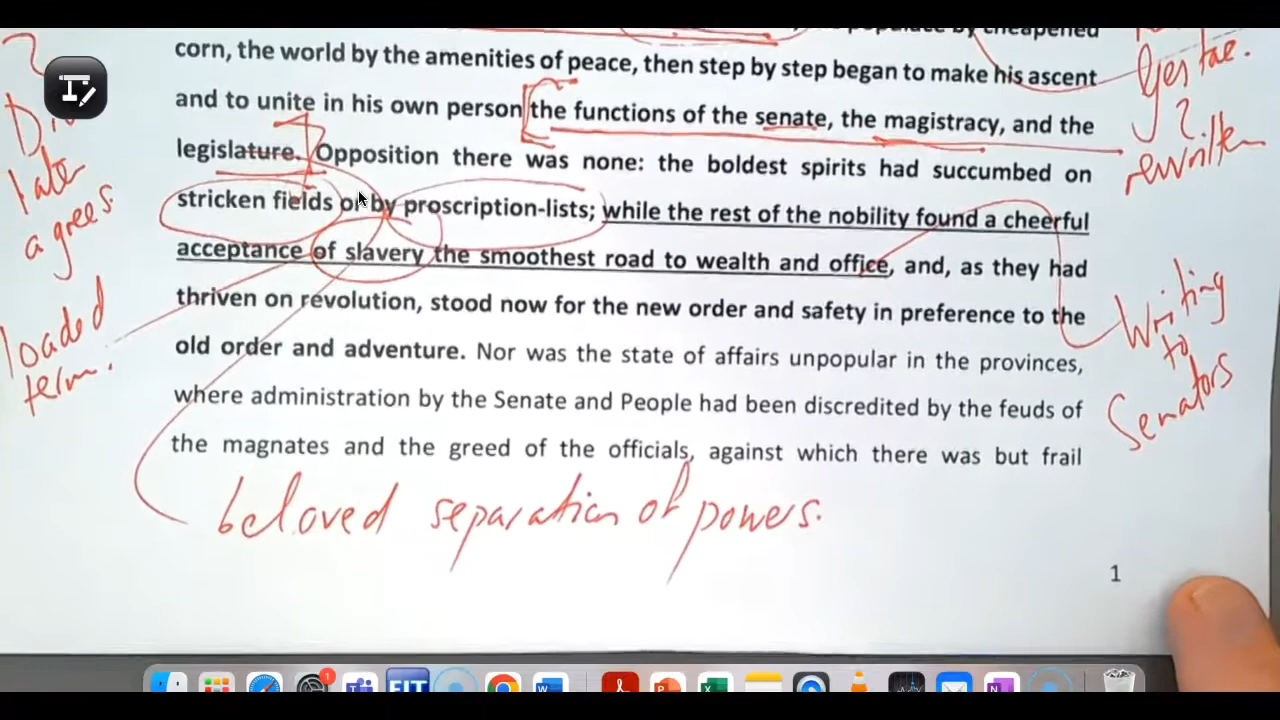 cheapened
corn, the world by the amenities of peace, then step by step began to make his ascent
and to unite in his own person the functions of the senate, the magistracy, and the
legislature. Opposition there was none: the boldest spirits had succumbed on
stricken fields or by proscription-lists; while the rest of the nobility found a cheerful
acceptance of slavery the smoothest road to wealth and office, and, as they had
thriven on revolution, stood now for the new order and safety in preference to the
old order and adventure. Nor was the state of affairs unpopular in the provinces,
where administration by the Senate and People had been discredited by the feuds of
the magnates and the greed of the officials, against which there was but frail
later
agrees.
loaded
term.
Gestae.
?
rewritten
Writing
to
Senators
beloved separation of powers.
1
1
FIT